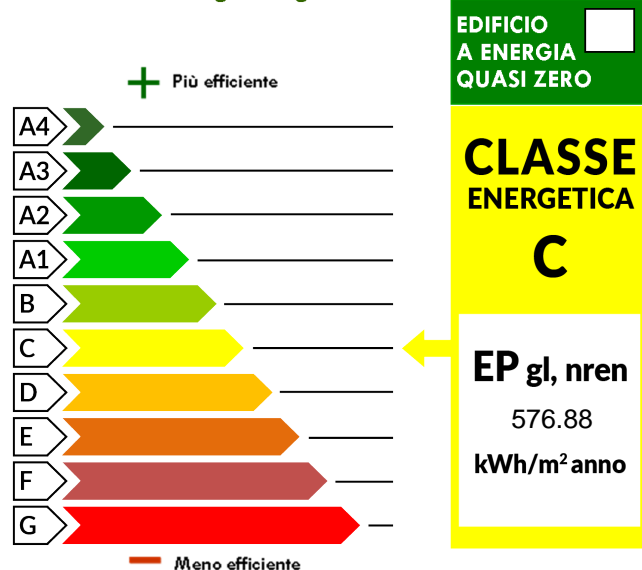 EDIFICIO
A ENERGIA
QUASI ZERO
+ Più efficiente
A4
A3
A2
A1
B
C
D
E
F
G
Meno efficiente
CLASSE
ENERGETICA
C
EP gl, nren
576.88
kWh/m² anno